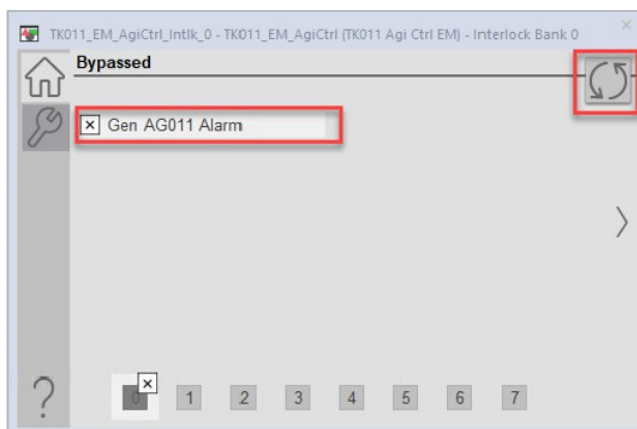 TK011_EM_AgiCtrl_Intlk_0 - TK011_EM_AgiCtrl (TK011 Agi Ctrl EM) - Interlock Bank 0
Bypassed
Gen AG011 Alarm
0 1 2 3 4 5 6 7